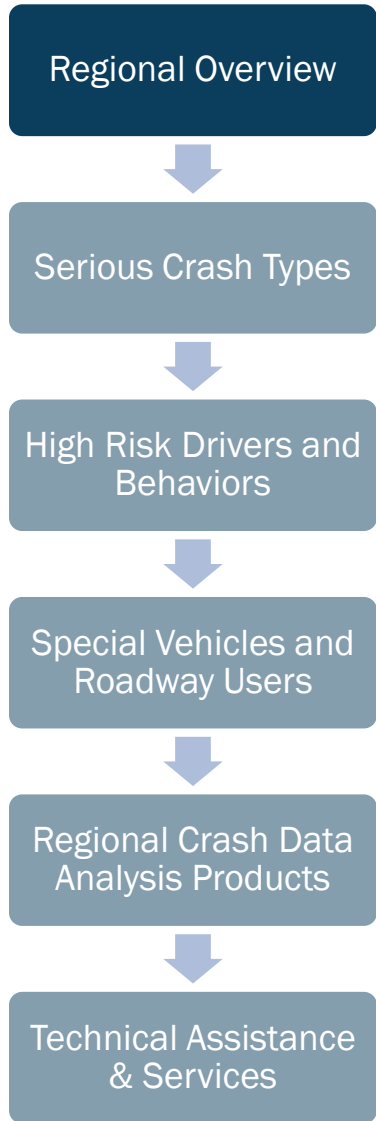 Regional Overview
Serious Crash Types
High Risk Drivers and
Behaviors
Special Vehicles and
Roadway Users
Regional Crash Data
Analysis Products
Technical Assistance
& Services